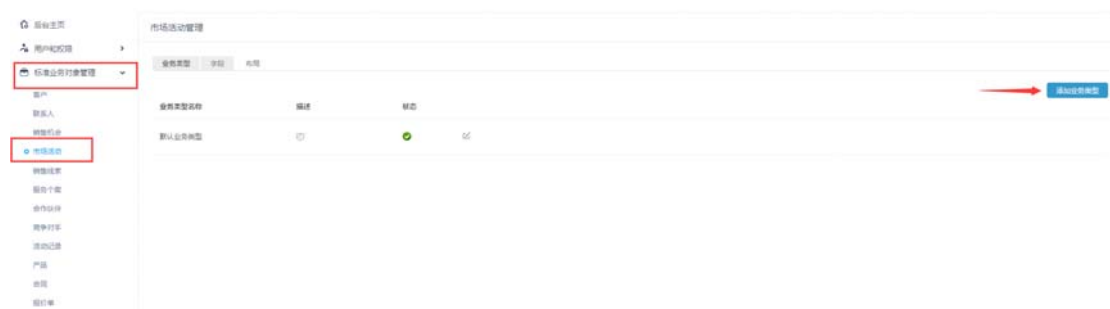 后台主页
用户和权限
标准业务对象管理
客户
联系人
销售机会
市场活动
销售线索
服务个案
合作伙伴
竞争对手
活动记录
产品
合同
报价单
市场活动管理
业务类型 字段 布局
添加业务类型
业务类型名称 描述 状态
默认业务类型